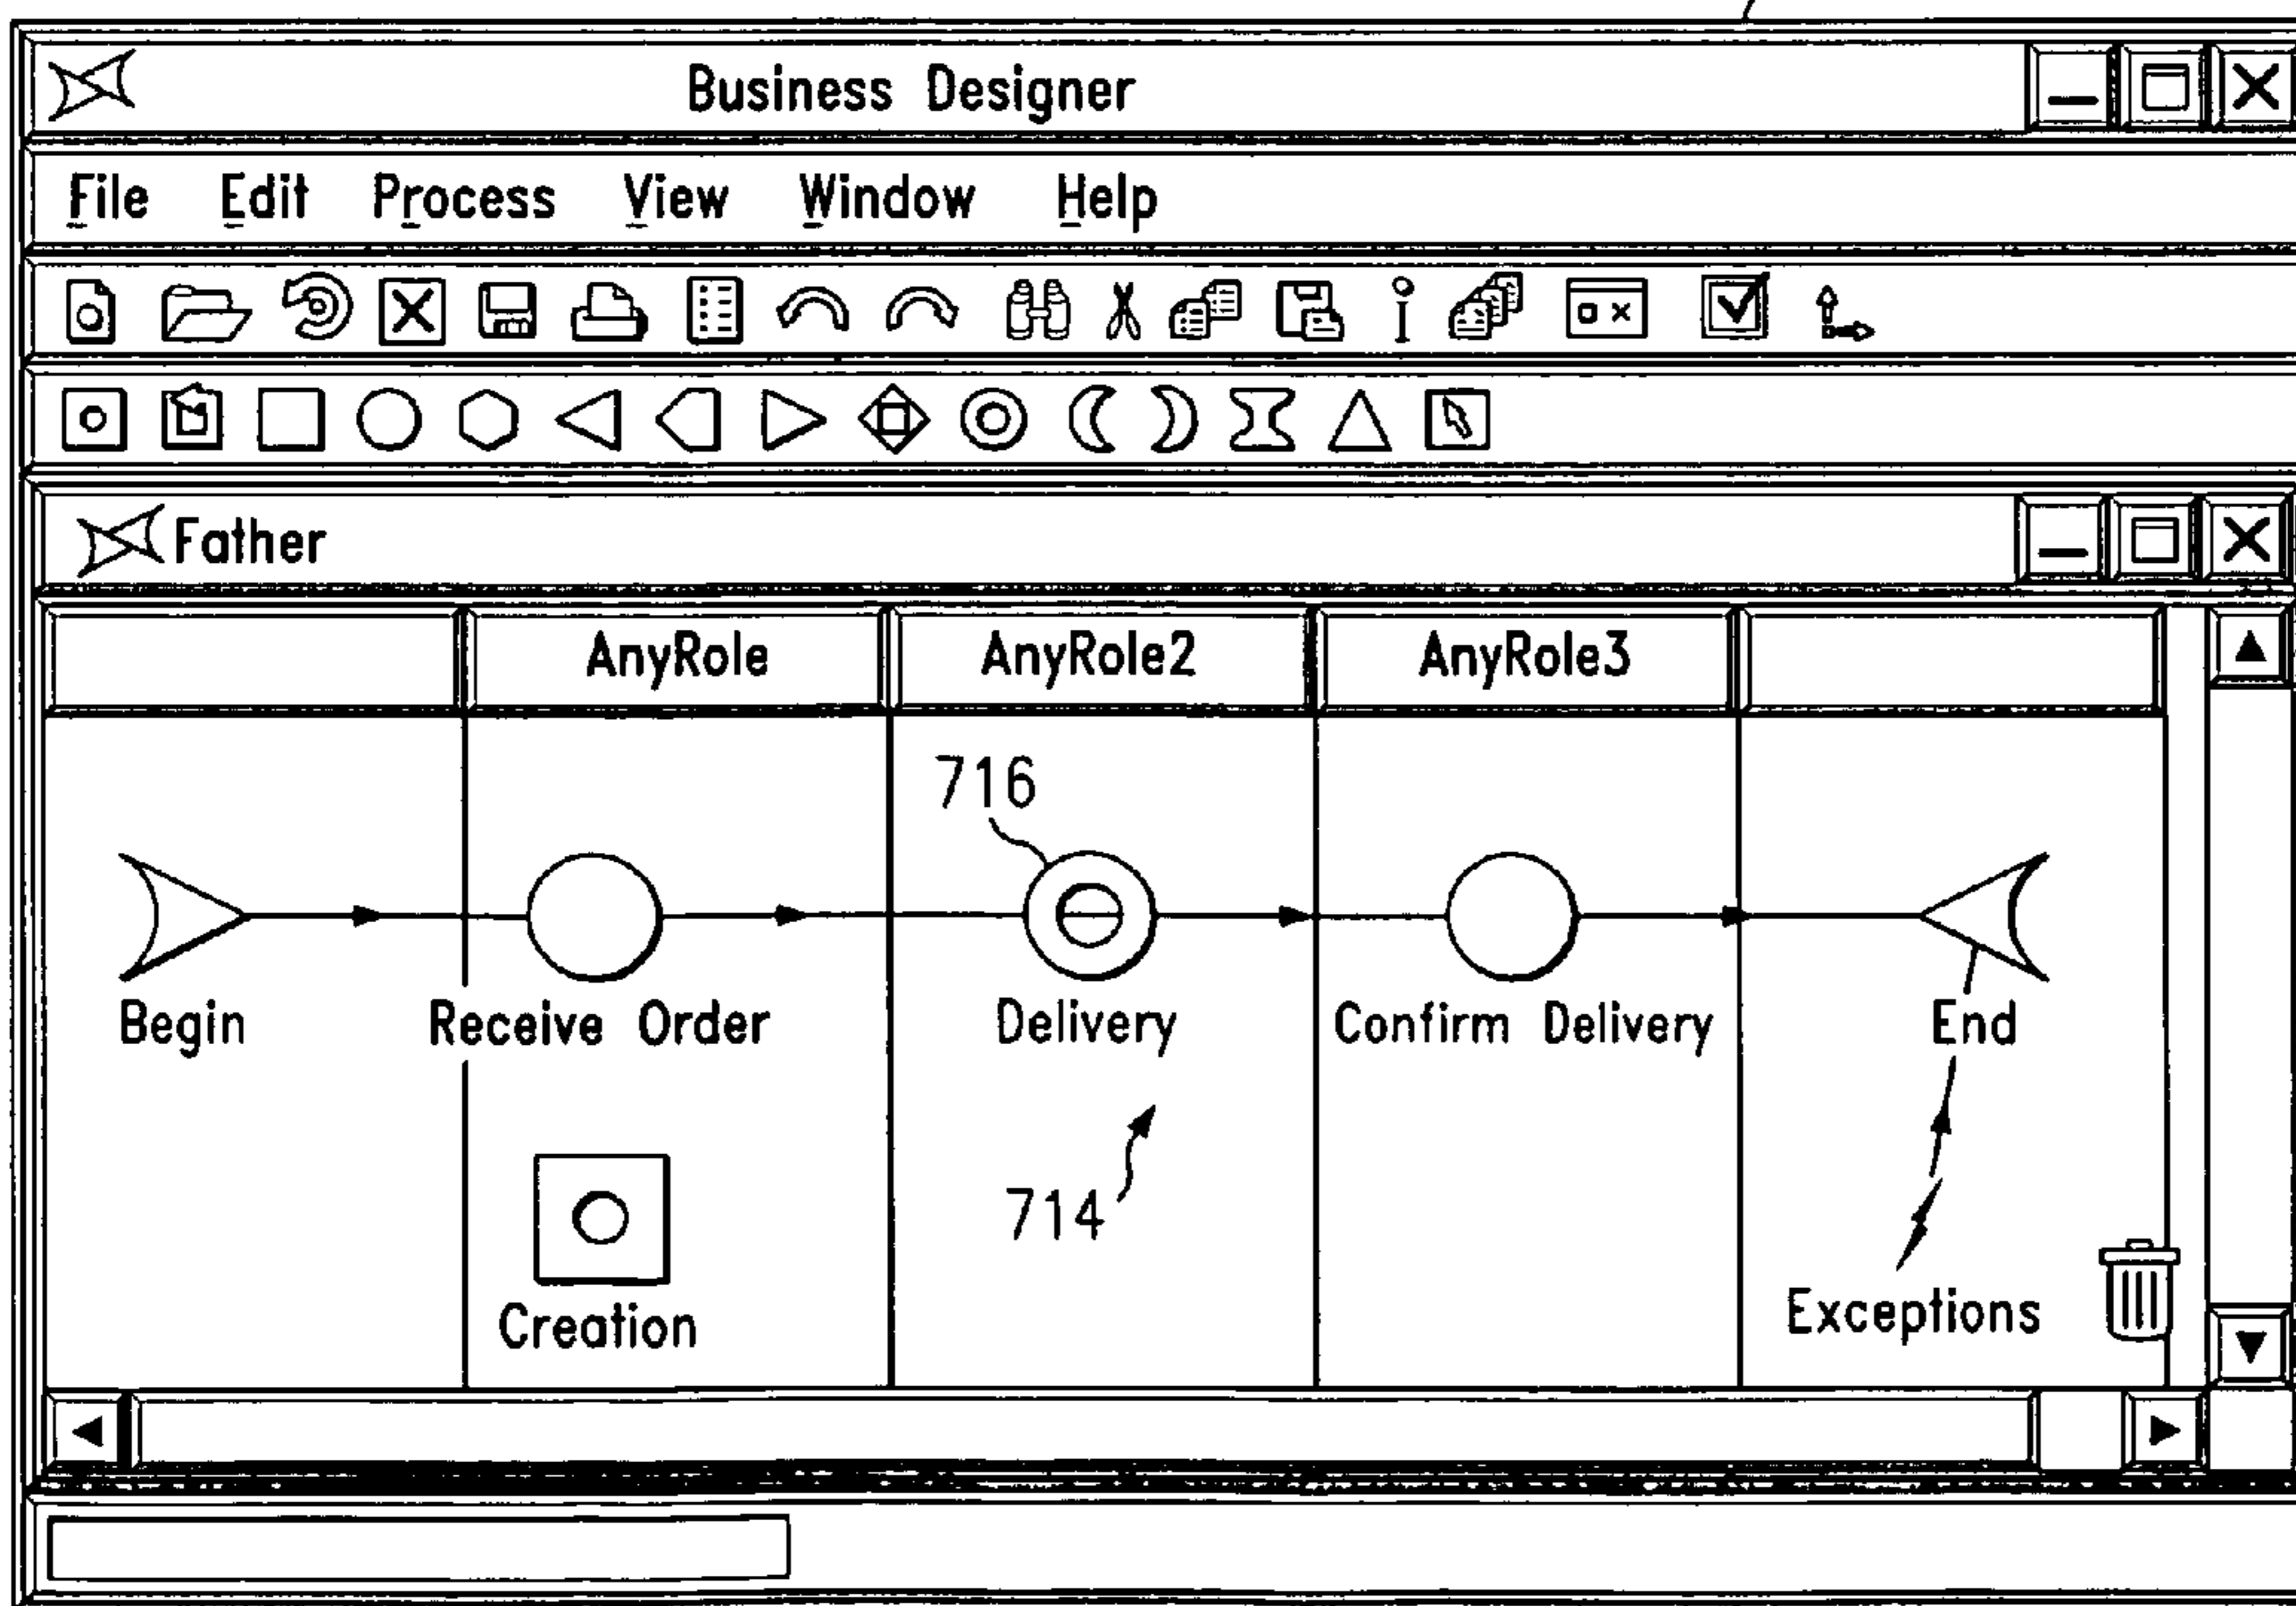 Business Designer
File Edit Process View Window Help
Father
AnyRole AnyRole2 AnyRole3
716
Begin Receive Order Delivery Confirm Delivery End
714
Creation Exceptions